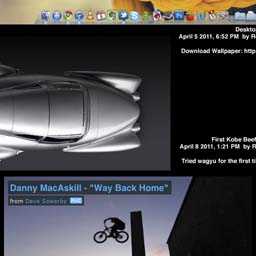 Deskto
April 5 2011, 6:52 PM by R
Download Wallpaper: http
First Kobe Beef
April 8 2011, 1:21 PM by R
Tried wagyu for the first ti
Danny MacAskill - "Way Back Home"
from Dave Sowerby